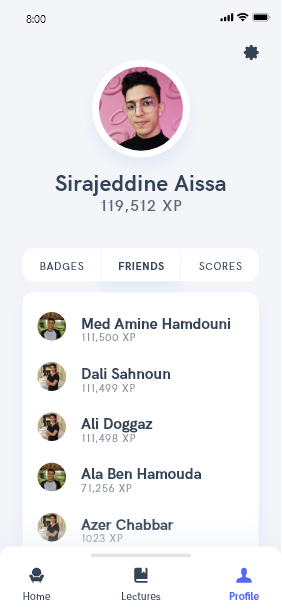 8:00
Sirajeddine Aissa
119,512 XP
BADGES FRIENDS SCORES
Med Amine Hamdouni
111,500 XP
Dali Sahnoun
111,499 XP
Ali Doggaz
111,498 XP
Ala Ben Hamouda
71,256 XP
Azer Chabbar
1023 XP
Home Lectures Profile